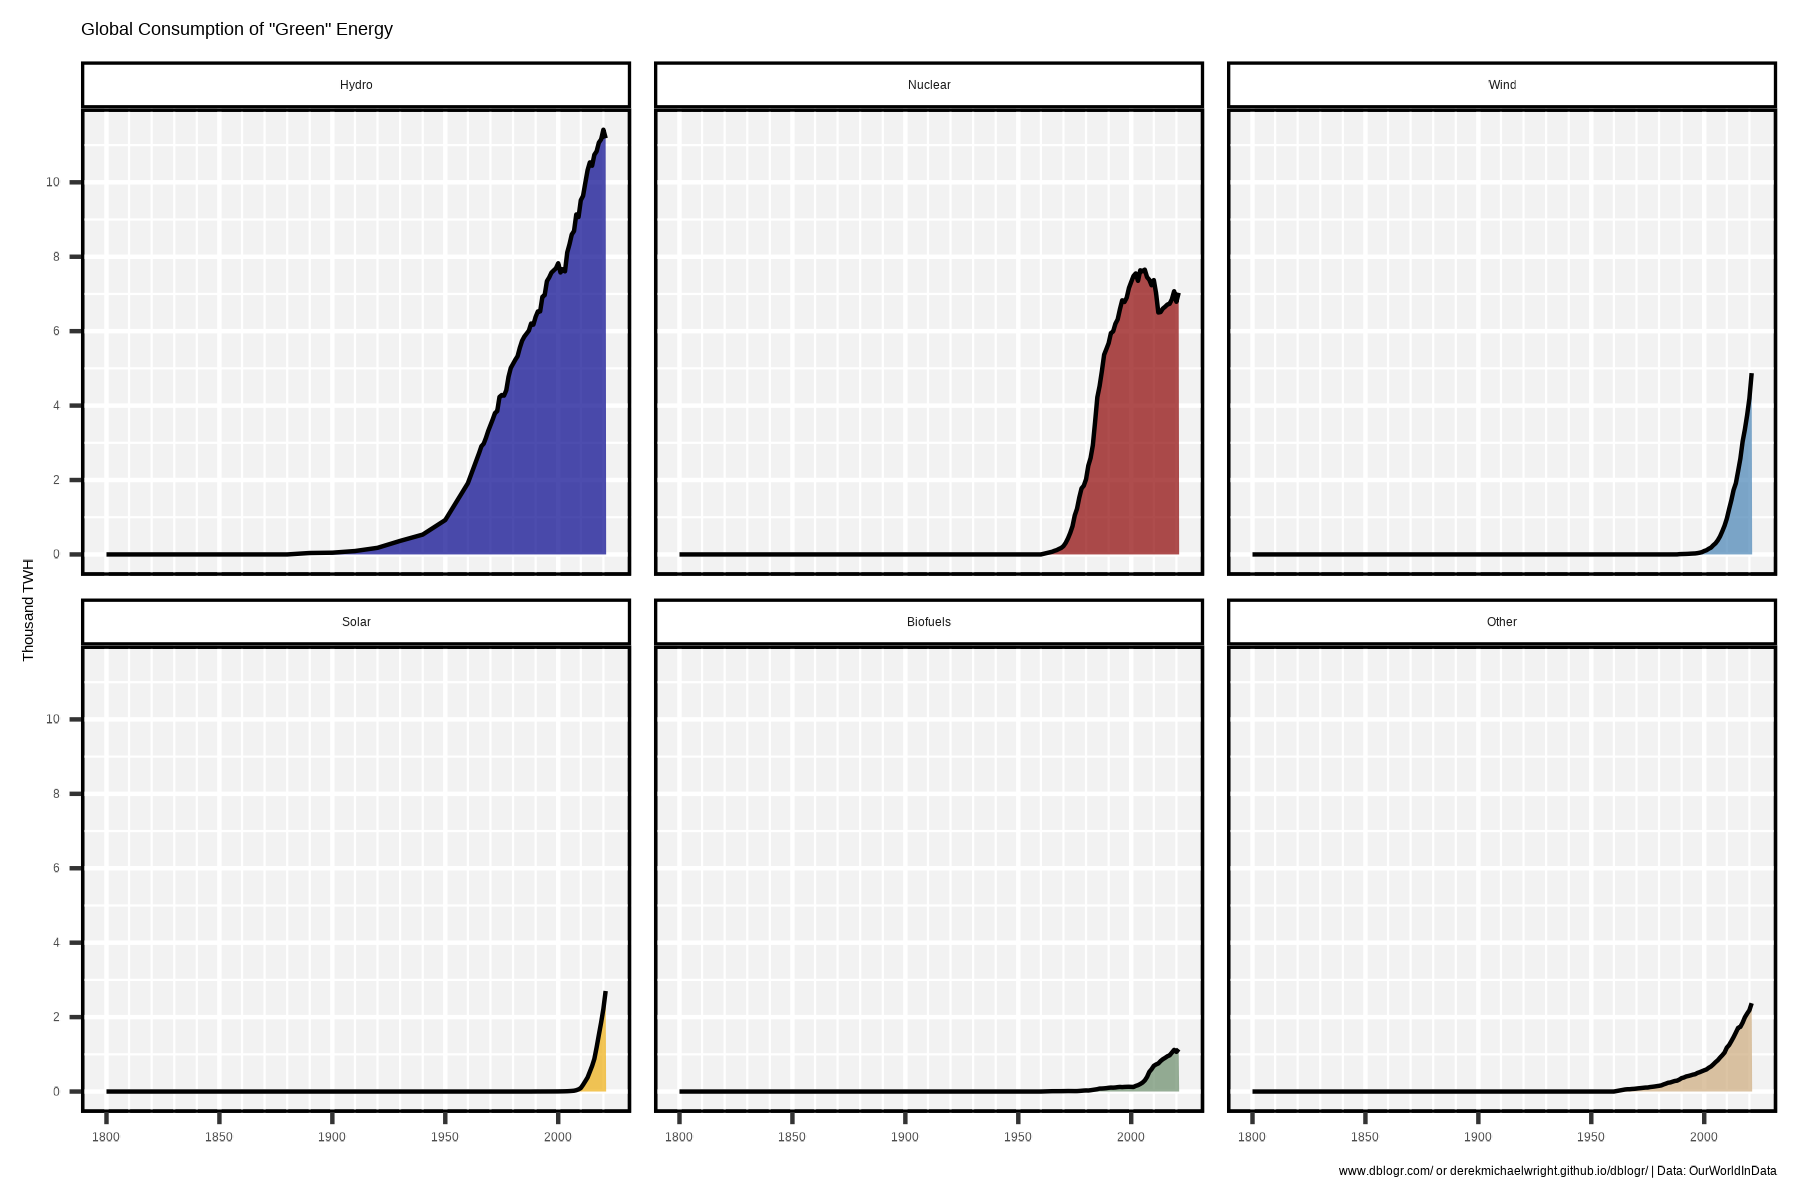 Global Consumption of "Green" Energy
Hydro
Nuclear
Wind
10
8
6
4
2
0
Thousand TWH
Solar
Biofuels
Other
10
8
6
4
2
0
1800 1850 1900 1950 2000
1800 1850 1900 1950 2000
1800 1850 1900 1950 2000
www.dblogr.com/ or derekmichaelwright.github.io/dblogr/ | Data: OurWorldInData